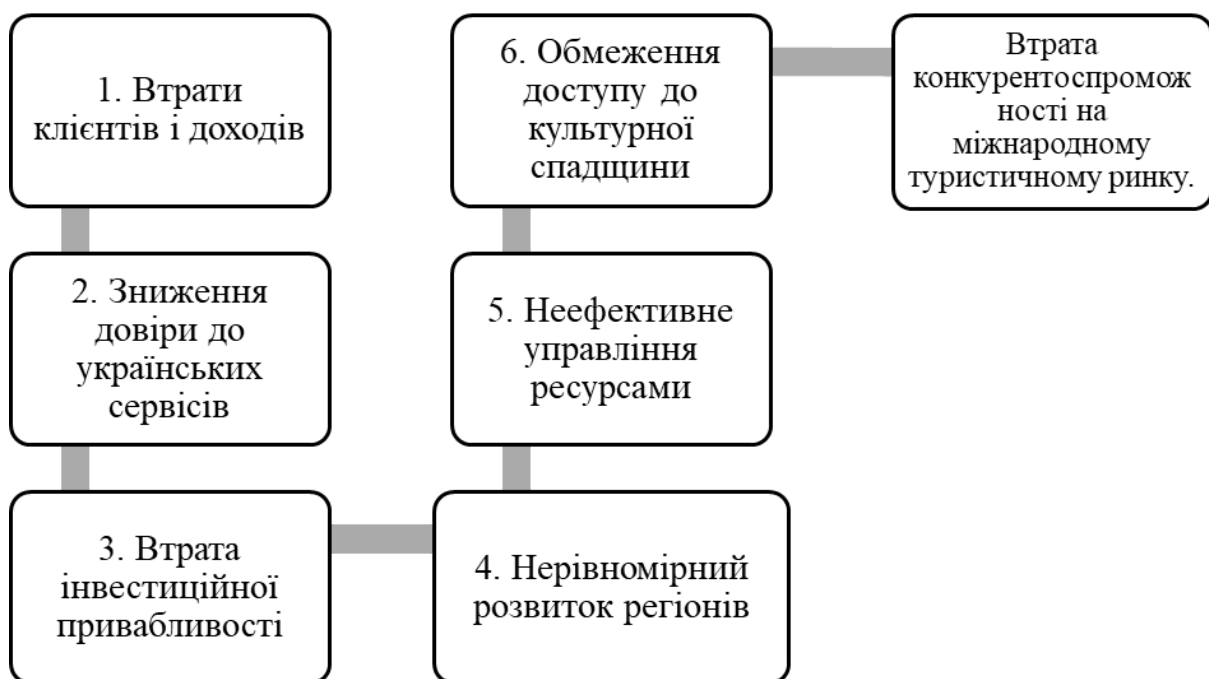 1. Втрати
клієнтів і доходів
2. Зниження
довіри до
українських
сервісів
3. Втрата
інвестиційної
привабливості
4. Нерівномірний
розвиток регіонів
5. Неефективне
управління
ресурсами
6. Обмеження
доступу до
культурної
спадщини
Втрата
конкурентоспромож
ності на
міжнародному
туристичному ринку.